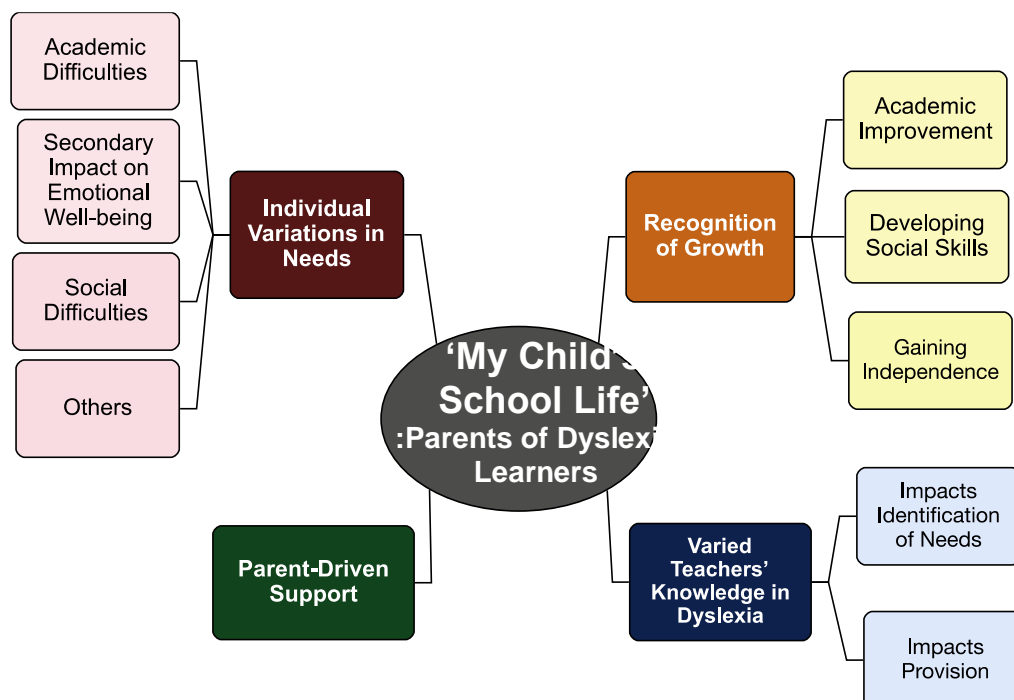 Academic
Difficulties
Secondary
Impact on
Emotional
Well-being
Social
Difficulties
Others
Individual
Variations in
Needs
Parent-Driven
Support
‘My Child’s
School Life’
:Parents of Dyslexi
Learners
Recognition
of Growth
Academic
Improvement
Developing
Social Skills
Gaining
Independence
Varied
Teachers’
Knowledge in
Dyslexia
Impacts
Identification
of Needs
Impacts
Provision